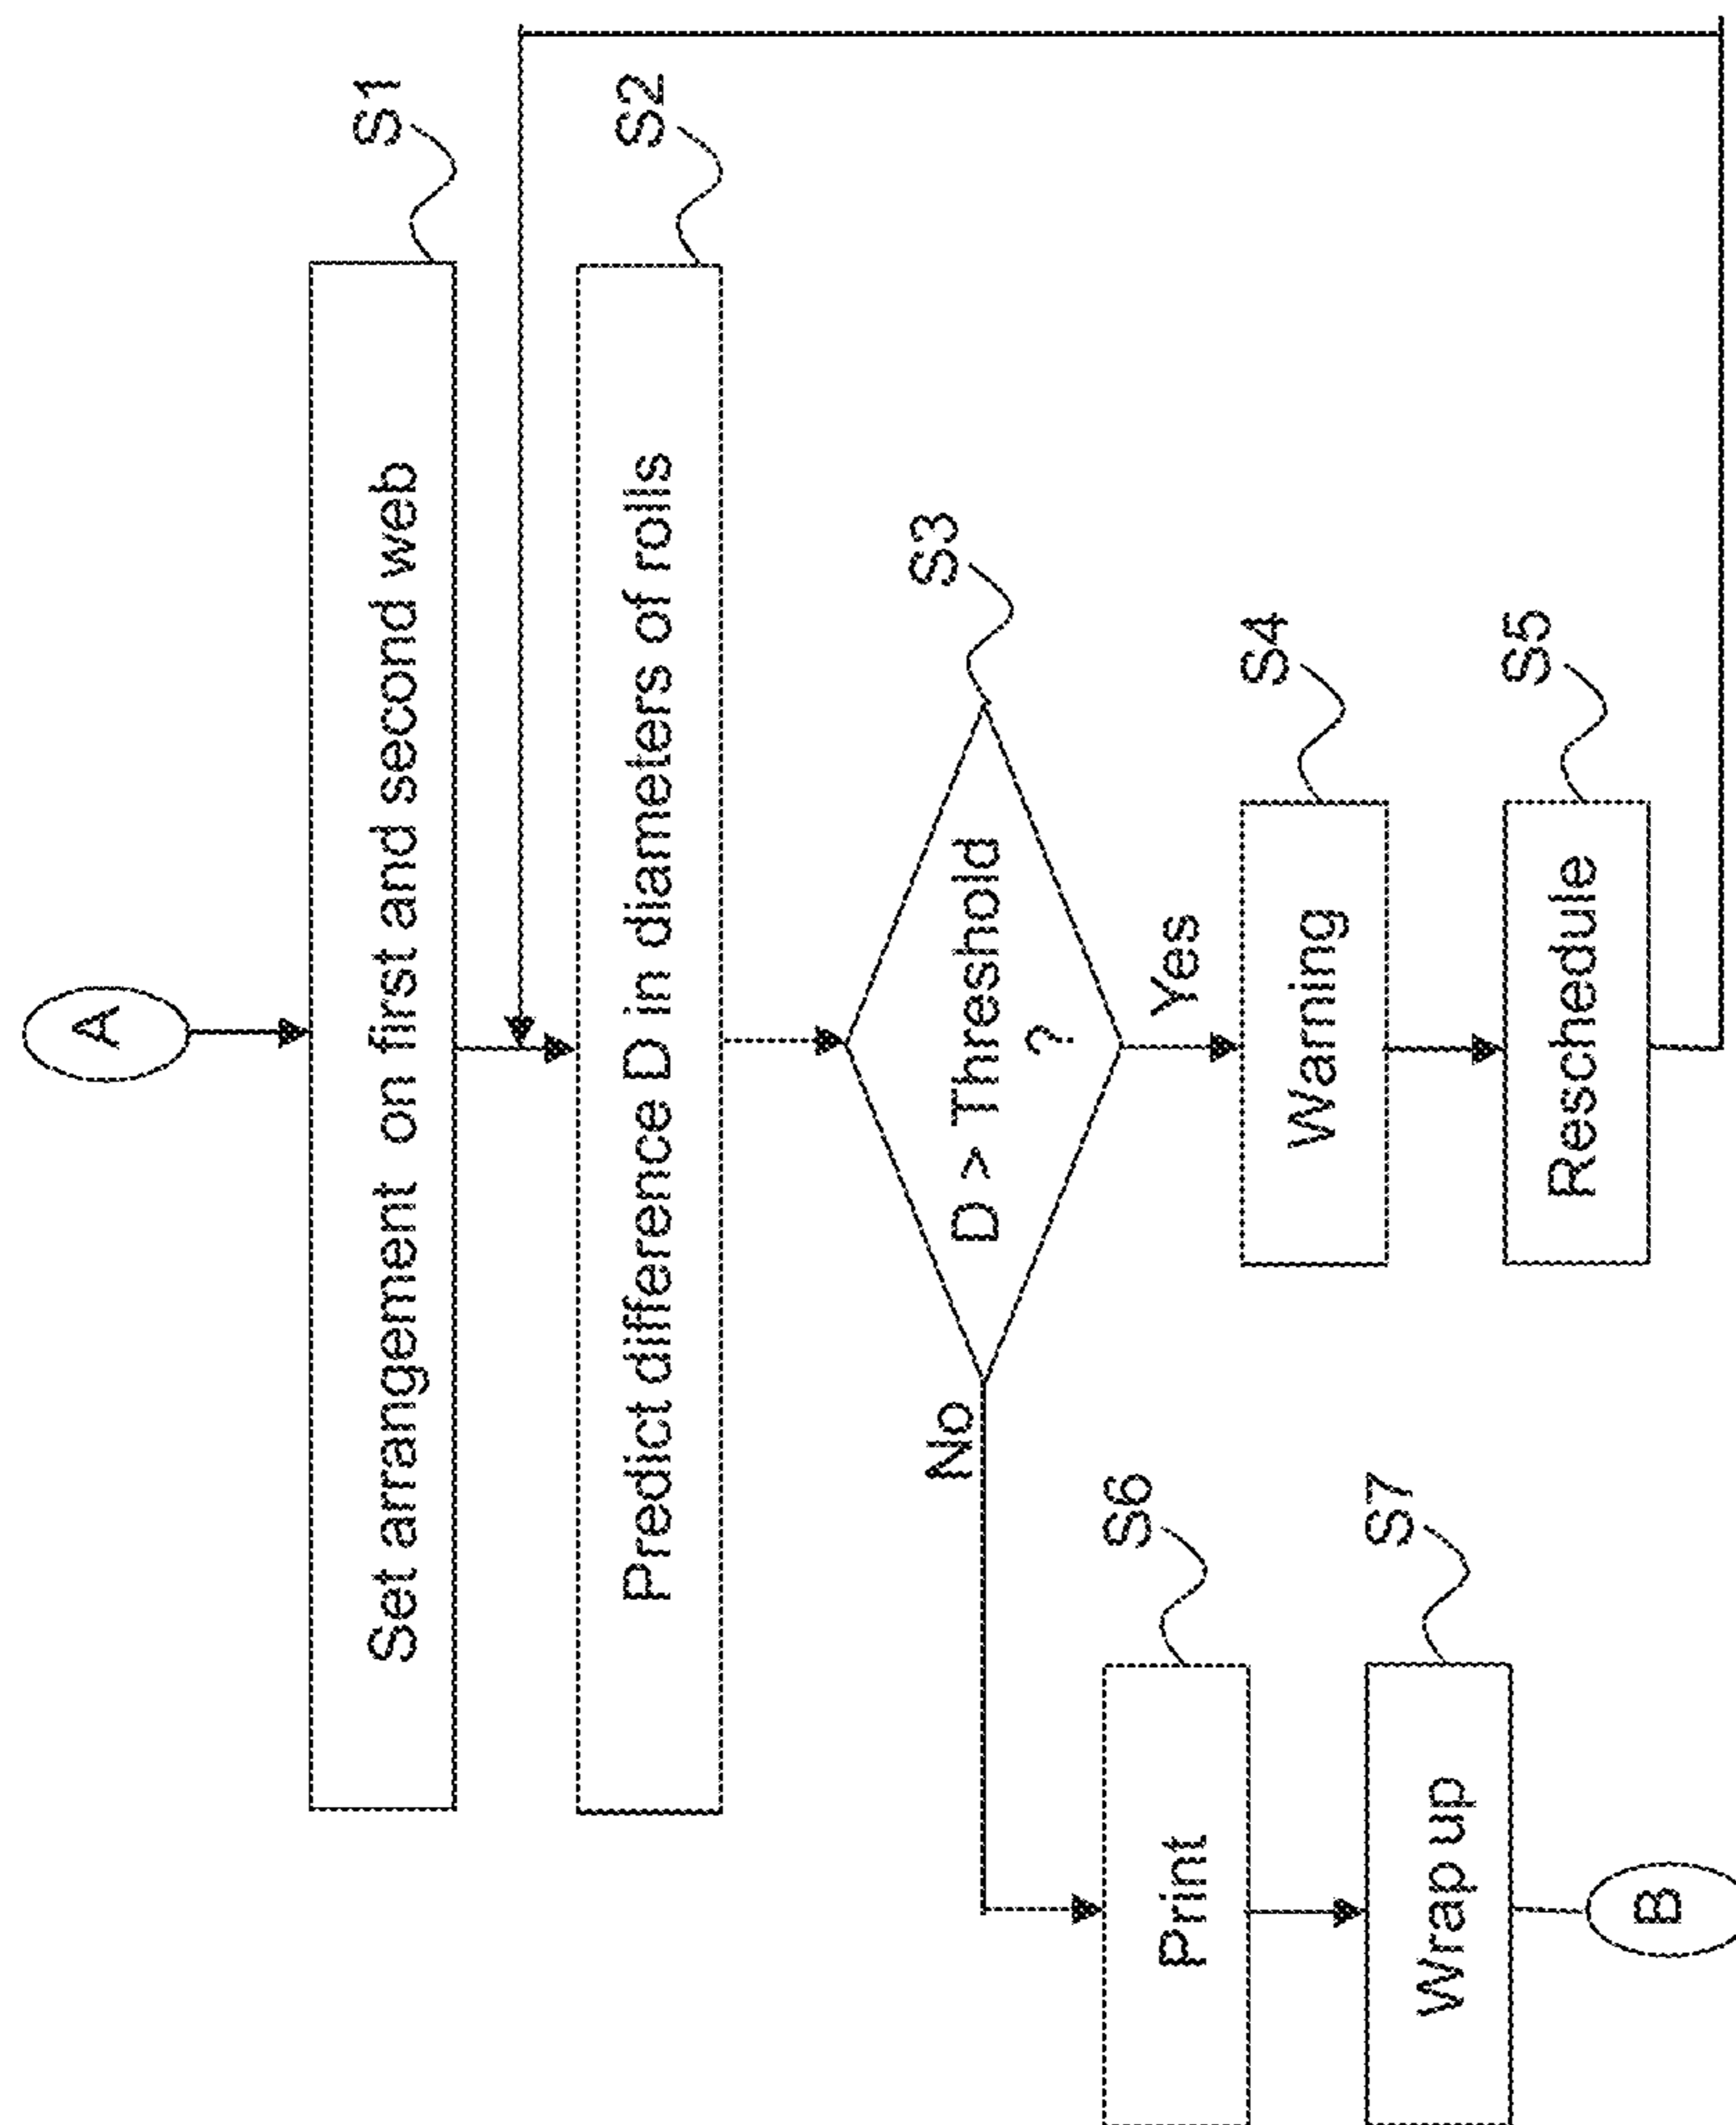 A
Set arrangement on first and second web
S1
Predict difference D in diameters of rolls
S2
D > Threshold
?
S3
No
Yes
Warning
S4
Reschedule
S5
Print
S6
Wrap up
S7
B